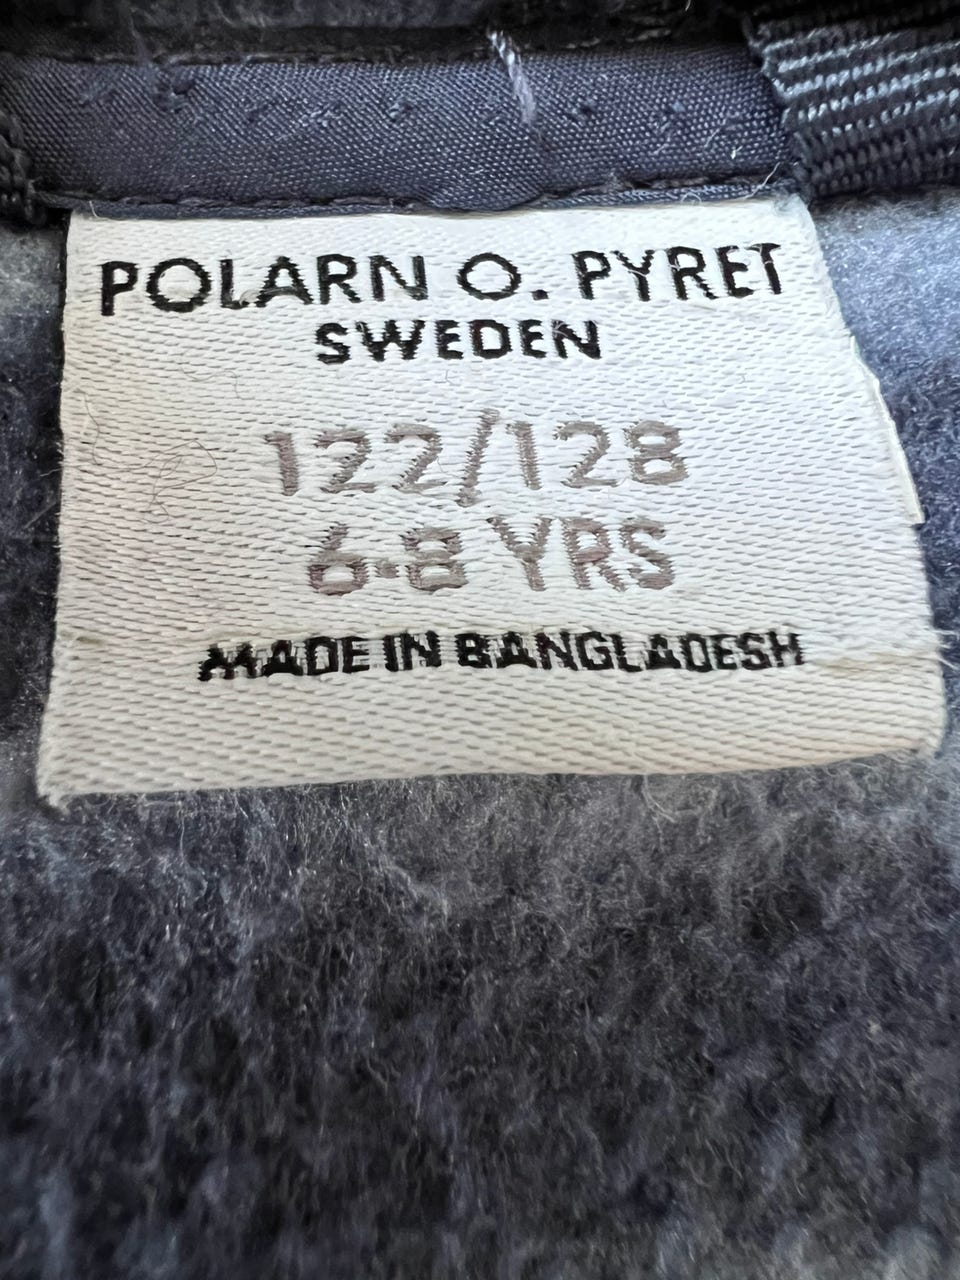 POLARN O. PYRET
SWEDEN
122/128
6-8 YRS
MADE IN BANGLADESH